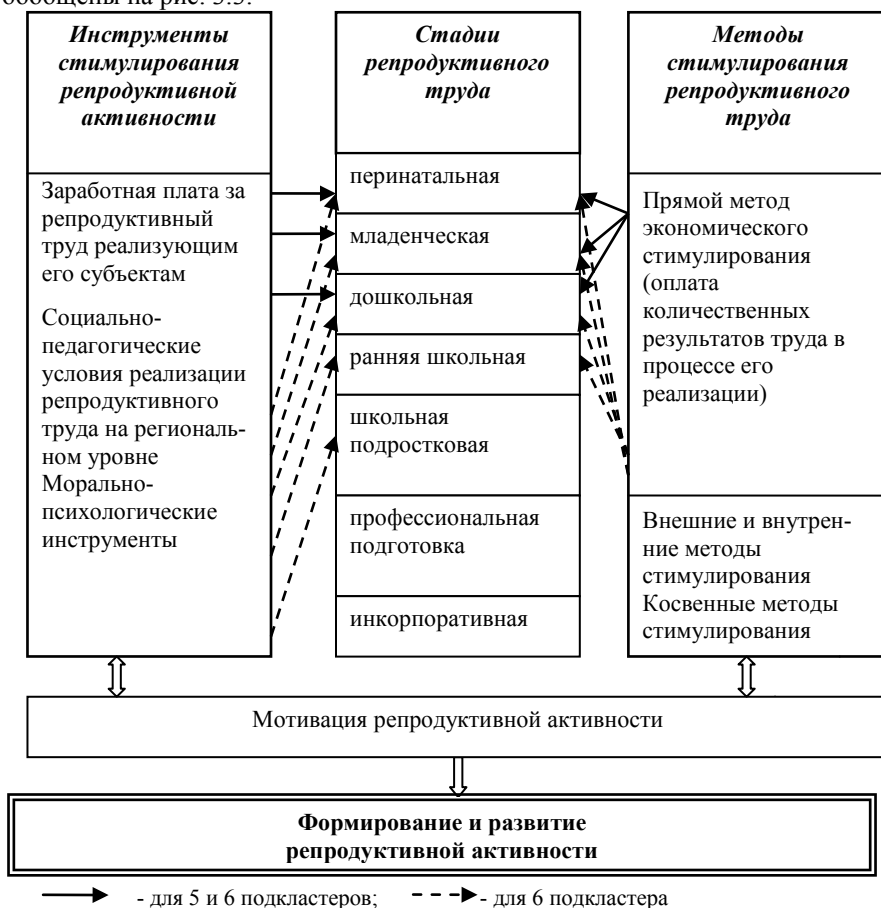 обобщены на рис. 3.3.
Инструменты
стимулирования
репродуктивной
активности
Заработная плата за
репродуктивный
труд реализующим
его субъектам
Социально-
педагогические
условия реализации
репродуктивного
труда на региональ-
ном уровне
Морально-
психологические
инструменты
Стадии
репродуктивного
труда
перинатальная
младенческая
дошкольная
ранняя школьная
школьная
подростковая
профессиональная
подготовка
инкорпоративная
Методы
стимулирования
репродуктивного
труда
Прямой метод
экономического
стимулирования
(оплата
количественных
результатов труда в
процессе его
реализации)
Внешние и внутрен-
ние методы
стимулирования
Косвенные методы
стимулирования
Мотивация репродуктивной активности
Формирование и развитие
репродуктивной активности
- для 5 и 6 подкластеров; - для 6 подкластера